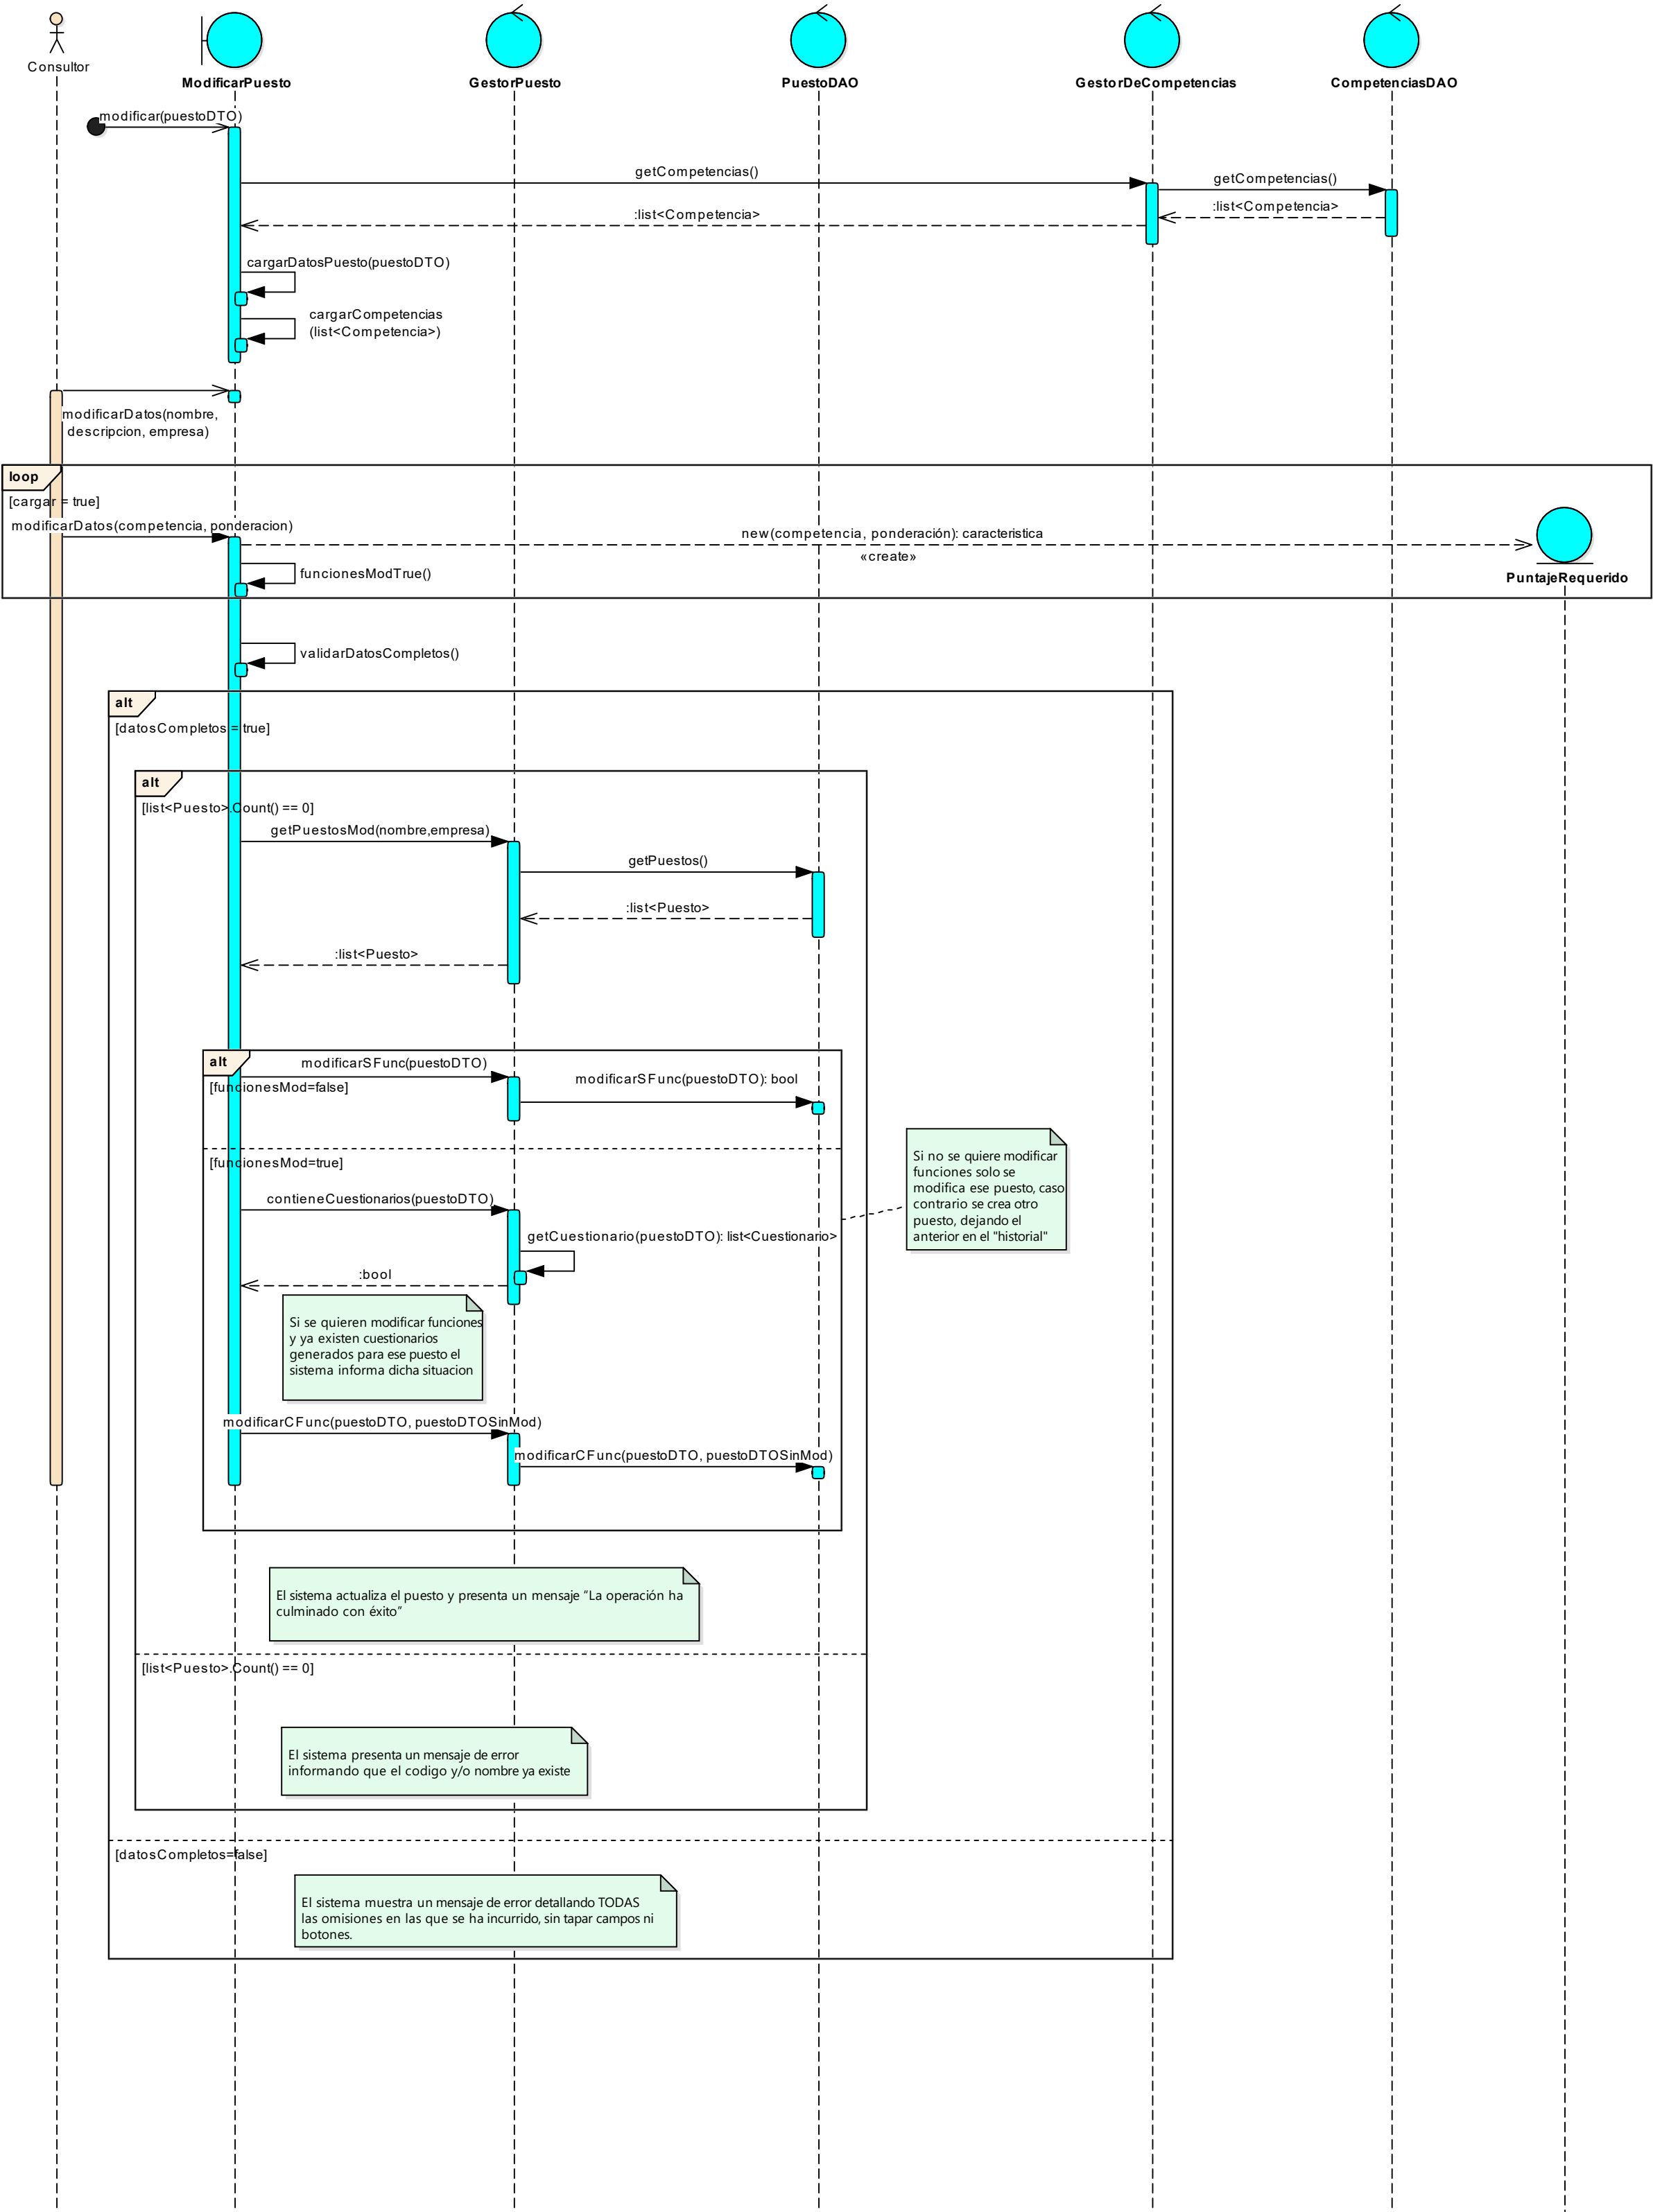 Consultor
ModificarPuesto
GestorPuesto
PuestoDAO
GestorDeCompetencias
CompetenciasDAO
modificar(puestoDTO)
getCompetencias()
getCompetencias()
:list<Competencia>
:list<Competencia>
cargarDatosPuesto(puestoDTO)
cargarCompetencias
(list<Competencia>)
modificarDatos(nombre,
descripcion, empresa)
loop
[cargar = true]
modificarDatos(competencia, ponderacion)
new(competencia, ponderación): caracteristica
«create»
funcionesModTrue()
PuntajeRequerido
validarDatosCompletos()
alt
[datosCompletos = true]
alt
[list<Puesto>.Count() == 0]
getPuestosMod(nombre,empresa)
getPuestos()
:list<Puesto>
:list<Puesto>
alt
modificarSFunc(puestoDTO)
[funcionesMod=false]
modificarSFunc(puestoDTO): bool
[funcionesMod=true]
Si no se quiere modificar
funciones solo se
modifica ese puesto, caso
contrario se crea otro
puesto, dejando el
anterior en el "historial"
contieneCuestionarios(puestoDTO)
getCuestionario(puestoDTO): list<Cuestionario>
:bool
Si se quieren modificar funciones
y ya existen cuestionarios
generados para ese puesto el
sistema informa dicha situacion
modificarCFunc(puestoDTO, puestoDTOSinMod)
modificarCFunc(puestoDTO, puestoDTOSinMod)
El sistema actualiza el puesto y presenta un mensaje “La operación ha
culminado con éxito”
[list<Puesto>.Count() == 0]
El sistema presenta un mensaje de error
informando que el codigo y/o nombre ya existe
[datosCompletos=false]
El sistema muestra un mensaje de error detallando TODAS
las omisiones en las que se ha incurrido, sin tapar campos ni
botones.